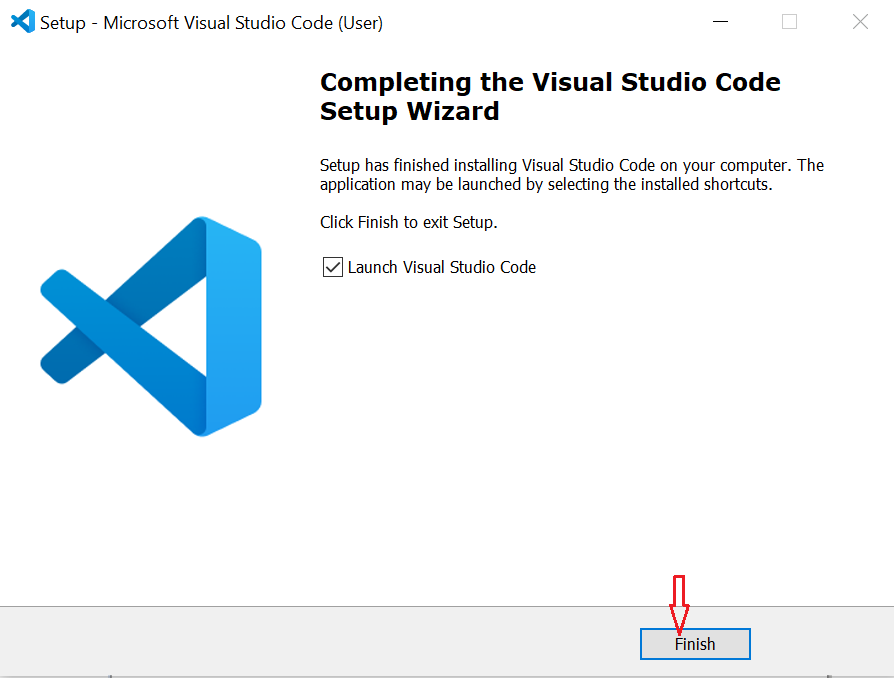 Setup - Microsoft Visual Studio Code (User)
Completing the Visual Studio Code
Setup Wizard
Setup has finished installing Visual Studio Code on your computer. The
application may be launched by selecting the installed shortcuts.
Click Finish to exit Setup.
Launch Visual Studio Code
Finish